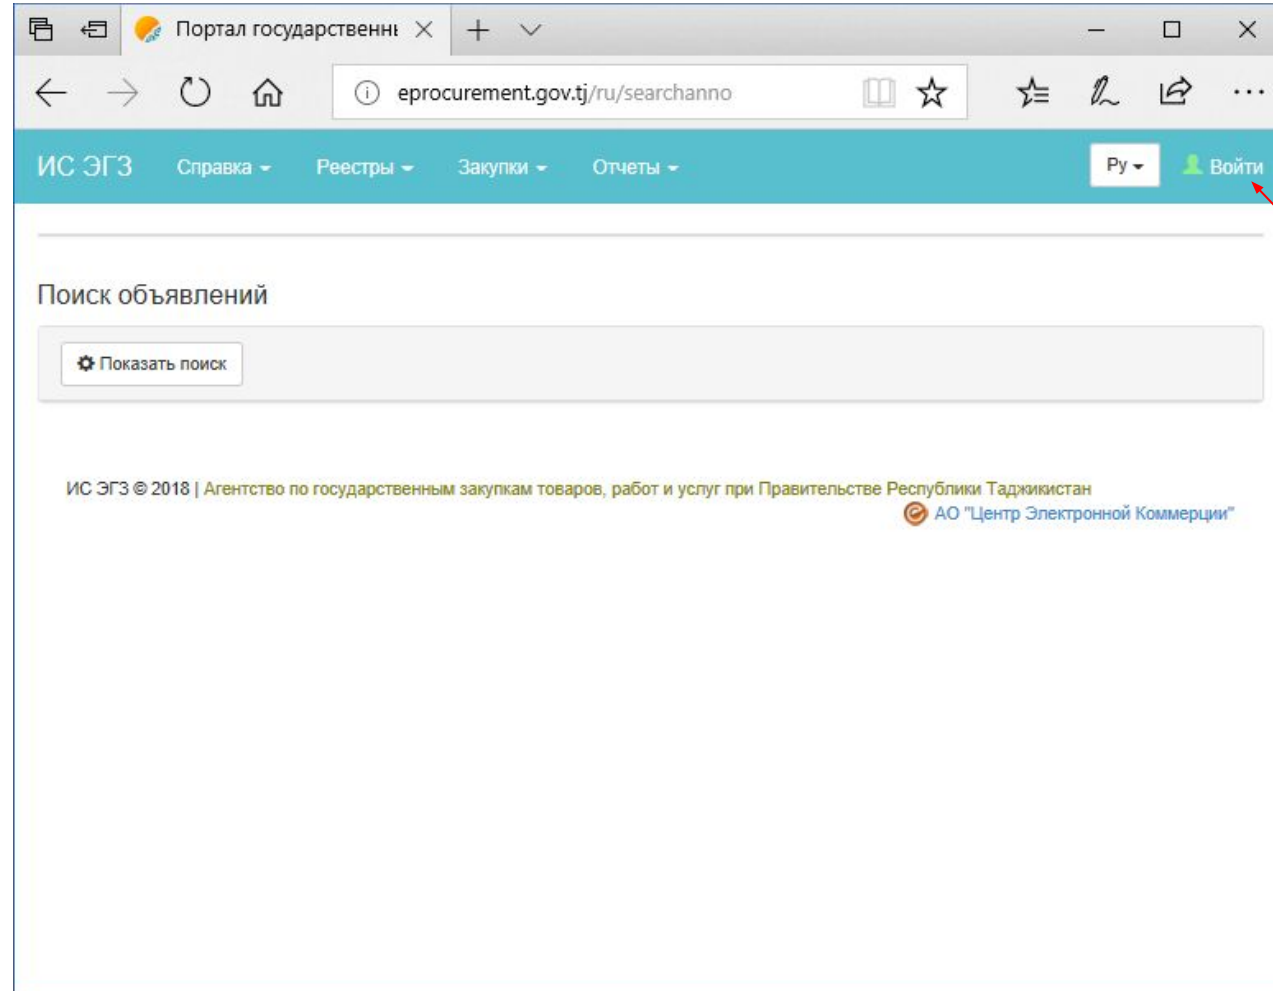 Портал государственны
eprocurement.gov.tj/ru/searchanno
ИС ЭГЗ Справка Реестры Закупки Отчеты Ру Войти
Поиск объявлений
Показать поиск
ИС ЭГЗ © 2018 | Агентство по государственным закупкам товаров, работ и услуг при Правительстве Республики Таджикистан
АО "Центр Электронной Коммерции"